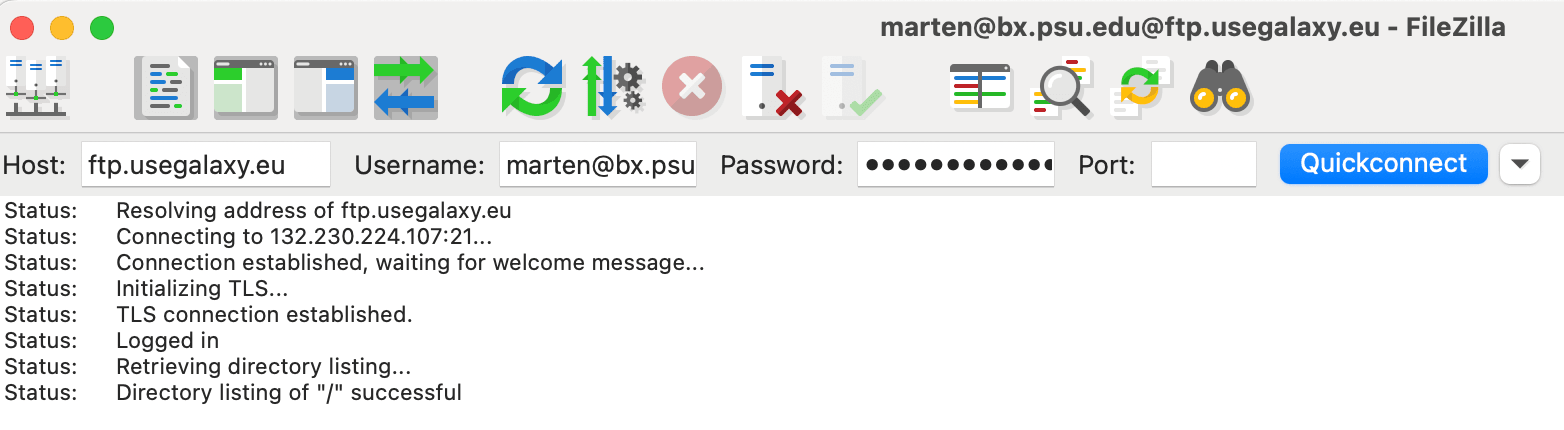 marten@bx.psu.edu@ftp.usegalaxy.eu - FileZilla
Host: ftp.usegalaxy.eu Username: marten@bx.psu Password: ●●●●●●●●●●●● Port: Quickconnect
Status: Resolving address of ftp.usegalaxy.eu
Status: Connecting to 132.230.224.107:21...
Status: Connection established, waiting for welcome message...
Status: Initializing TLS...
Status: TLS connection established.
Status: Logged in
Status: Retrieving directory listing...
Status: Directory listing of "/" successful